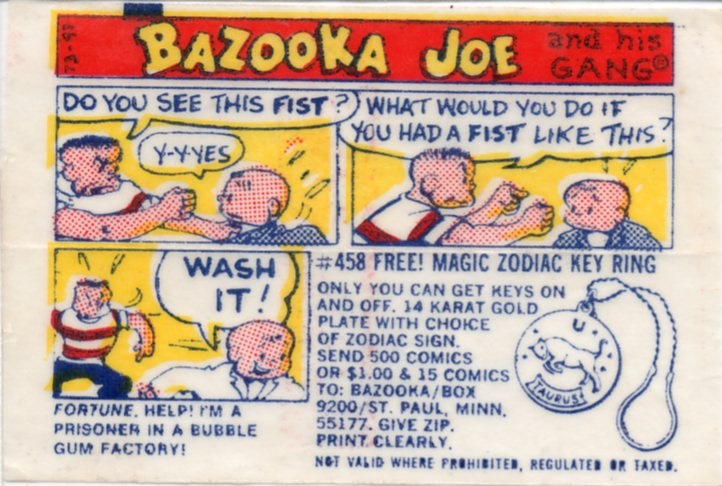 73-93
BAZOOKA JOE
and his
GANG®
DO YOU SEE THIS FIST?
Y-Y-YES
WHAT WOULD YOU DO IF
YOU HAD A FIST LIKE THIS?
WASH
IT!
FORTUNE. HELP! I'M A
PRISONER IN A BUBBLE
GUM FACTORY!
#458 FREE! MAGIC ZODIAC KEY RING
ONLY YOU CAN GET KEYS ON
AND OFF. 14 KARAT GOLD
PLATE WITH CHOICE
OF ZODIAC SIGN.
SEND 500 COMICS
OR $1.00 & 15 COMICS
TO: BAZOOKA/BOX
9200/ST. PAUL, MINN.
55177. GIVE ZIP.
PRINT CLEARLY.
NOT VALID WHERE PROHIBITED, REGULATED OR TAXED.
TAURUS